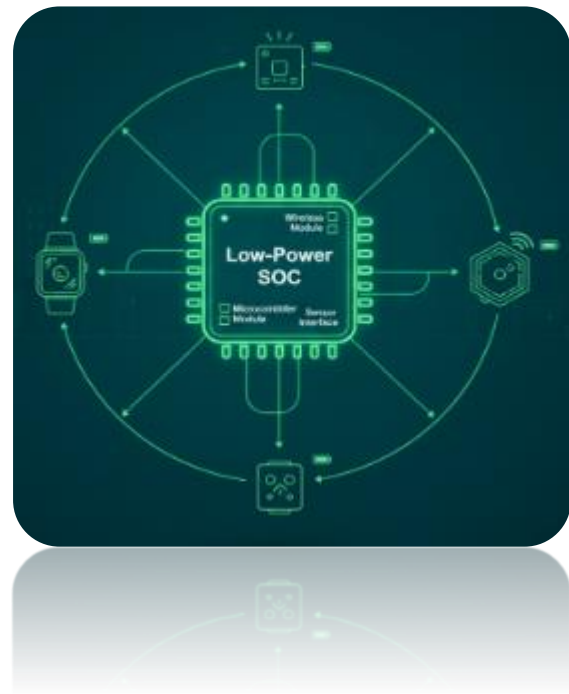 Wireless
Module
Low-Power
SOC
Microcontroller
Module
Sensor
Interface